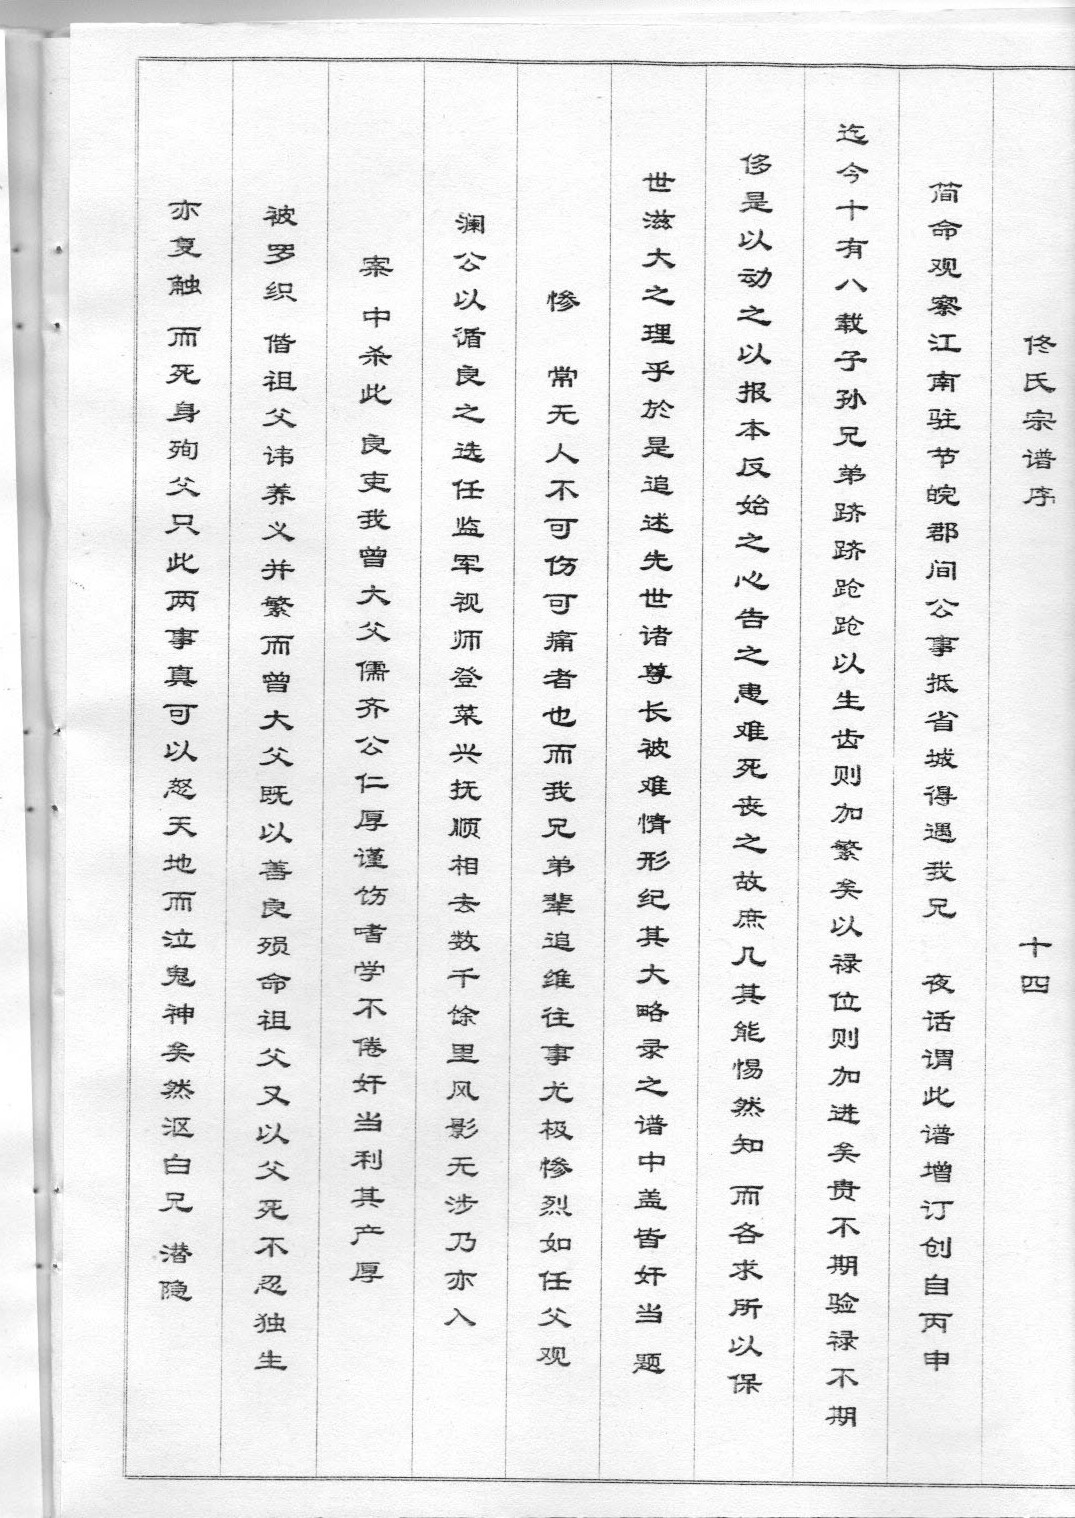 佟氏宗谱序 十四
简命观察江南驻节皖郡间公事抵省城得遇我兄 夜话谓此谱增订创自丙申
迄今十有八载子孙兄弟跻跻跄跄以生齿则加繁矣以禄位则加进矣贵不期验禄不期
侈是以动之以报本反始之心告之患难死丧之故庶几其能惕然知 而各求所以保
世滋大之理乎於是追述先世诸尊长被难情形纪其大略录之谱中盖皆奸当 题
惨 常无人不可伤可痛者也而我兄弟辈追维往事尤极惨烈如任父观
澜公以循良之选任监军视师登菜兴抚顺相去数千馀里风影无涉乃亦入
案 中杀此 良吏我曾大父儒齐公仁厚谨饬嗜学不倦奸当利其产厚
被罗织 偕祖父讳养义并繁而曾大父既以善良殒命祖父又以父死不忍独生
亦复触 而死身殉父只此两事真可以怒天地而泣鬼神矣然沤白兄 潜隐